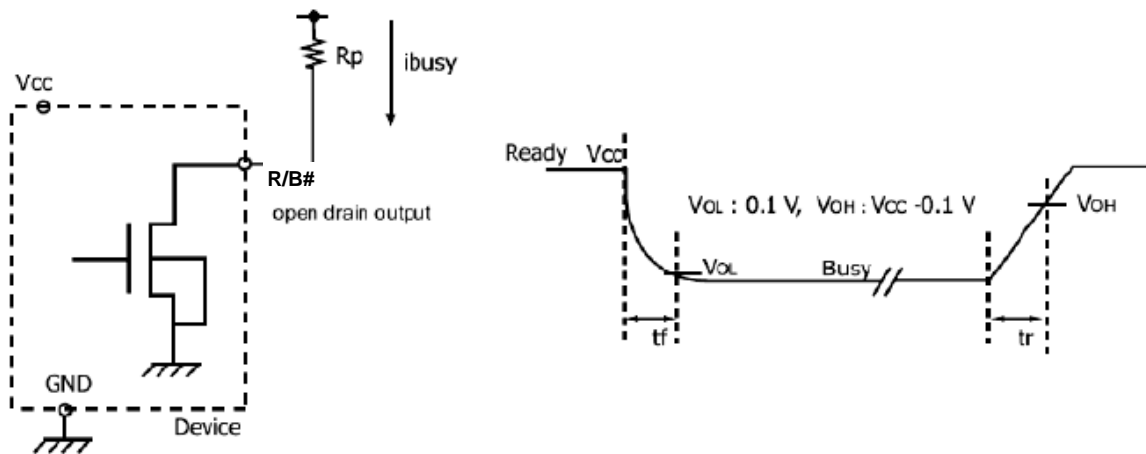 Rp
ibusy
Vcc
R/B#
open drain output
GND
Device
Ready Vcc
VOL : 0.1 V, VOH : VCC -0.1 V
VOH
VOL
Busy
tf
tr